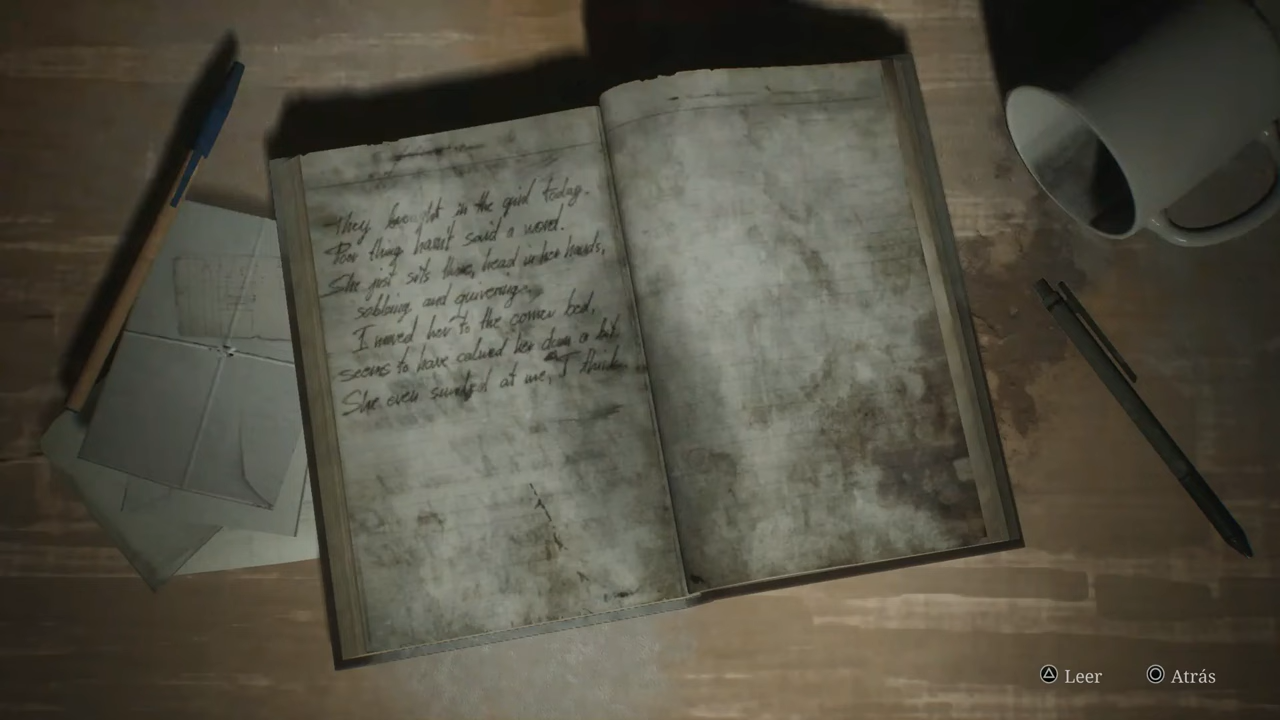 They brought in the girl today.
Poor thing hasn't said a word.
She just sits there, head in her hands,
sobbing and quivering.
I moved her to the corner bed,
seems to have calmed her down a bit.
She even smiled at me, I think...
Leer
Atrás